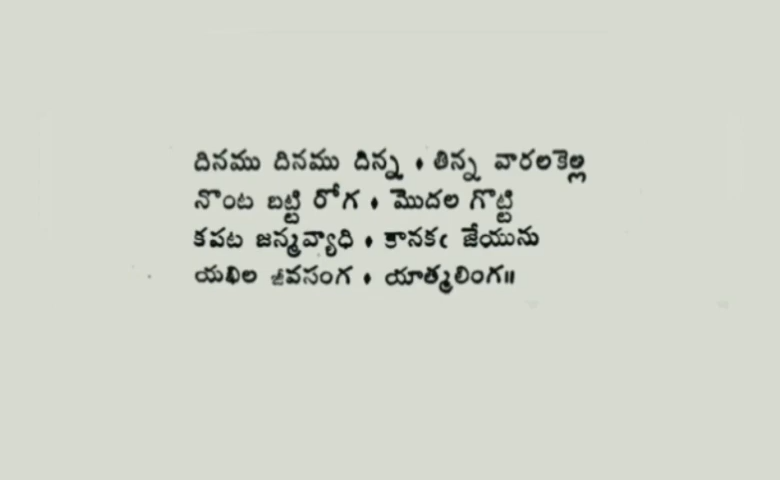 దినము దినము దిన్న ♦ తిన్న వారలకెల్ల
నొంట బట్టి రోగ ♦ మొదల గొట్టి
కపట జన్మవ్యాధి ♦ కానకఁ జేయును
యఖిల జీవసంగ ♦ యాత్మలింగ॥